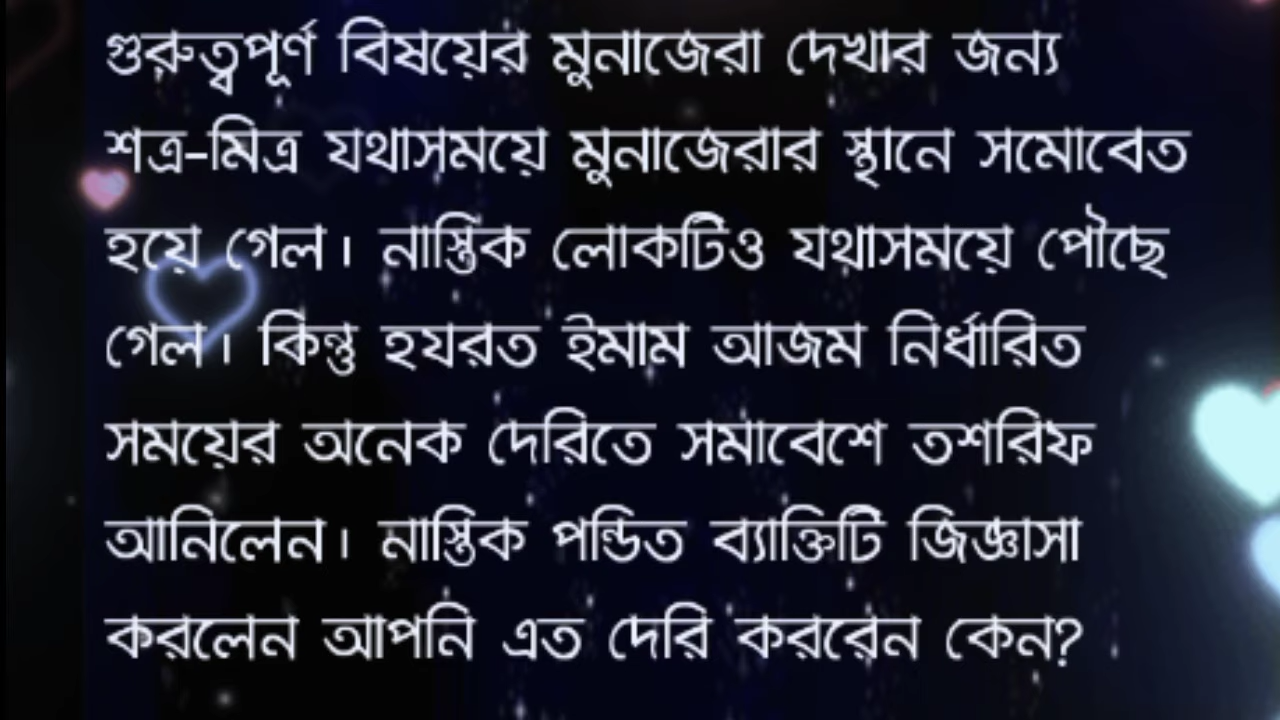 গুরুত্বপূর্ণ বিষয়ের মুনাজেরা দেখার জন্য
শত্র-মিত্র যথাসময়ে মুনাজেরার স্থানে সমোবেত
হয়ে গেল। নাস্তিক লোকটিও যথাসময়ে পৌছে
গেল। কিন্তু হযরত ইমাম আজম নির্ধারিত
সময়ের অনেক দেরিতে সমাবেশে তশরিফ
আনিলেন। নাস্তিক পন্ডিত ব্যাক্তিটি জিজ্ঞাসা
করলেন আপনি এত দেরি কররেন কেন?